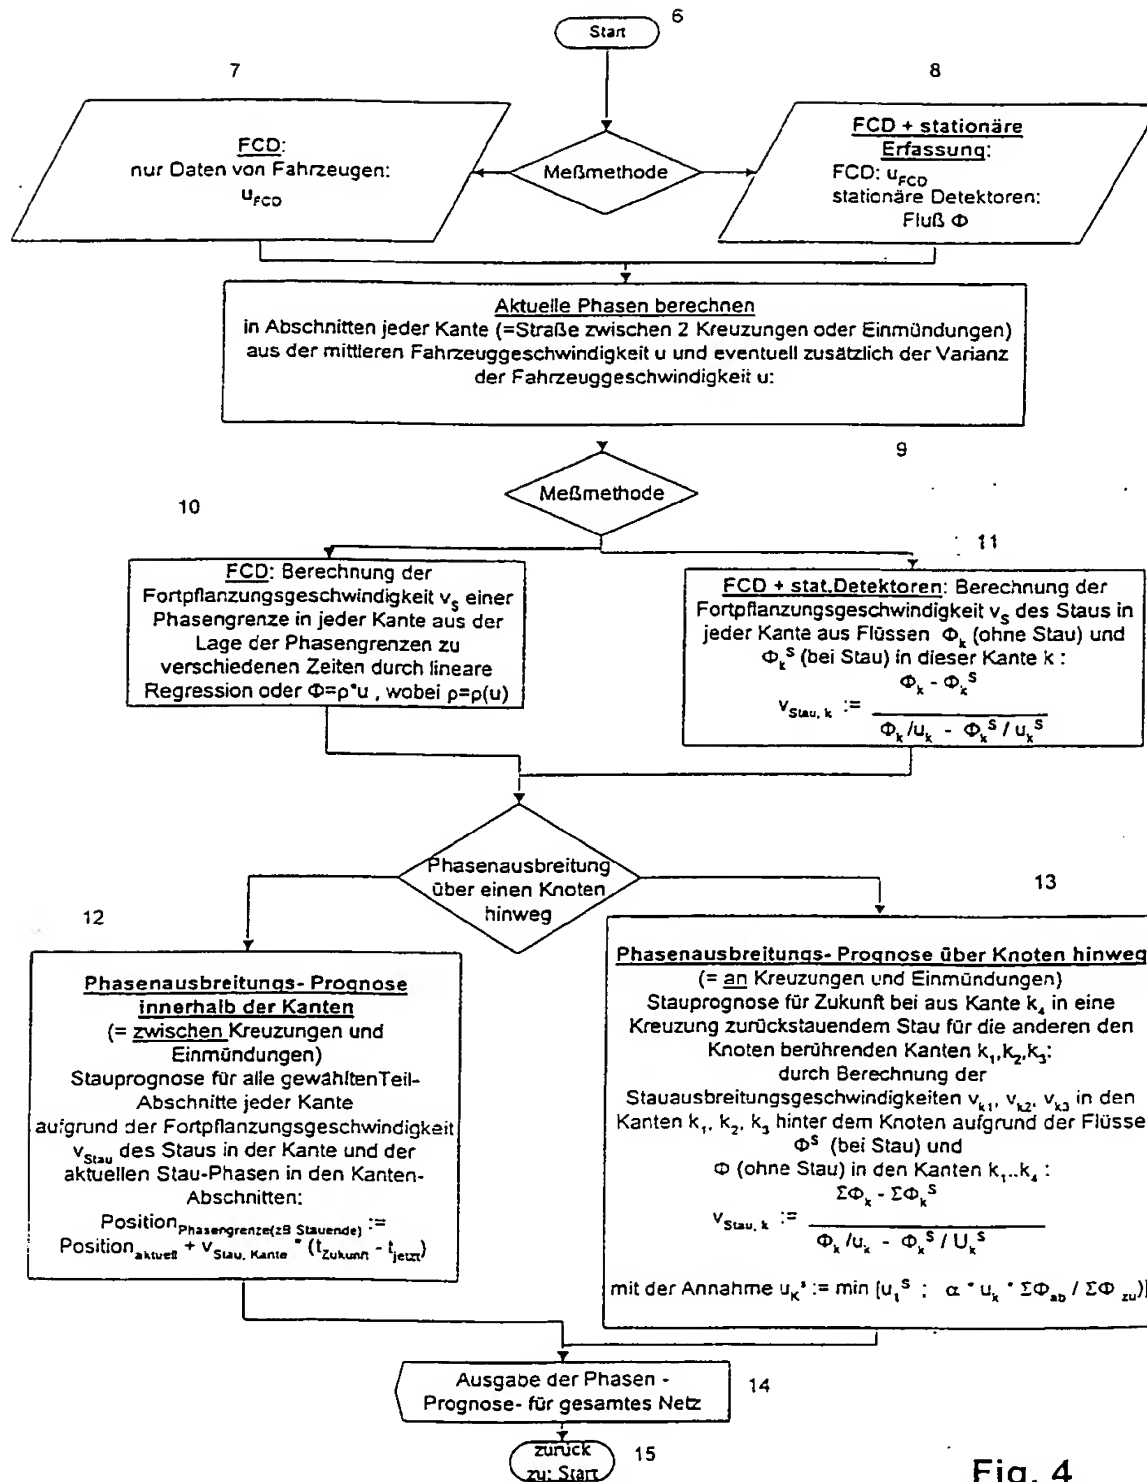 Start
6
7
8
FCD:
nur Daten von Fahrzeugen:
u_FCD
Meßmethode
FCD + stationäre
Erfassung:
FCD: u_FCD
stationäre Detektoren:
Fluß Φ
Aktuelle Phasen berechnen
in Abschnitten jeder Kante (=Straße zwischen 2 Kreuzungen oder Einmündungen)
aus der mittleren Fahrzeuggeschwindigkeit u und eventuell zusätzlich der Varianz
der Fahrzeuggeschwindigkeit u:
9
Meßmethode
10
11
FCD: Berechnung der
Fortpflanzungsgeschwindigkeit v_S einer
Phasengrenze in jeder Kante aus der
Lage der Phasengrenzen zu
verschiedenen Zeiten durch lineare
Regression oder Φ=ρ*u , wobei ρ=ρ(u)
FCD + stat.Detektoren: Berechnung der
Fortpflanzungsgeschwindigkeit v_S des Staus in
jeder Kante aus Flüssen Φ_k (ohne Stau) und
Φ_k^S (bei Stau) in dieser Kante k :
Φ_k - Φ_k^S
v_Stau, k :=
Φ_k /u_k - Φ_k^S / u_k^S
Phasenausbreitung
über einen Knoten
hinweg
12
13
Phasenausbreitungs- Prognose
innerhalb der Kanten
(= zwischen Kreuzungen und
Einmündungen)
Stauprognose für alle gewähltenTeil-
Abschnitte jeder Kante
aufgrund der Fortpflanzungsgeschwindigkeit
v_Stau des Staus in der Kante und der
aktuellen Stau-Phasen in den Kanten-
Abschnitten:
Position_Phasengrenze(zB Stauende) :=
Position_aktuell + v_Stau, Kante * (t_Zukunft - t_jetzt)
Phasenausbreitungs- Prognose über Knoten hinweg
(= an Kreuzungen und Einmündungen)
Stauprognose für Zukunft bei aus Kante k_4 in eine
Kreuzung zurückstauendem Stau für die anderen den
Knoten berührenden Kanten k_1,k_2,k_3:
durch Berechnung der
Stauausbreitungsgeschwindigkeiten v_k1, v_k2, v_k3 in den
Kanten k_1, k_2, k_3 hinter dem Knoten aufgrund der Flüsse
Φ^S (bei Stau) und
Φ (ohne Stau) in den Kanten k_1..k_4 :
ΣΦ_k - ΣΦ_k^S
v_Stau, k :=
Φ_k /u_k - Φ_k^S / U_k^S
mit der Annahme u_K^s := min [u_1^S ; α * u_k * ΣΦ_ab / ΣΦ_zu)]
Ausgabe der Phasen -
Prognose- für gesamtes Netz
14
zurück
zu: Start
15
Fig. 4